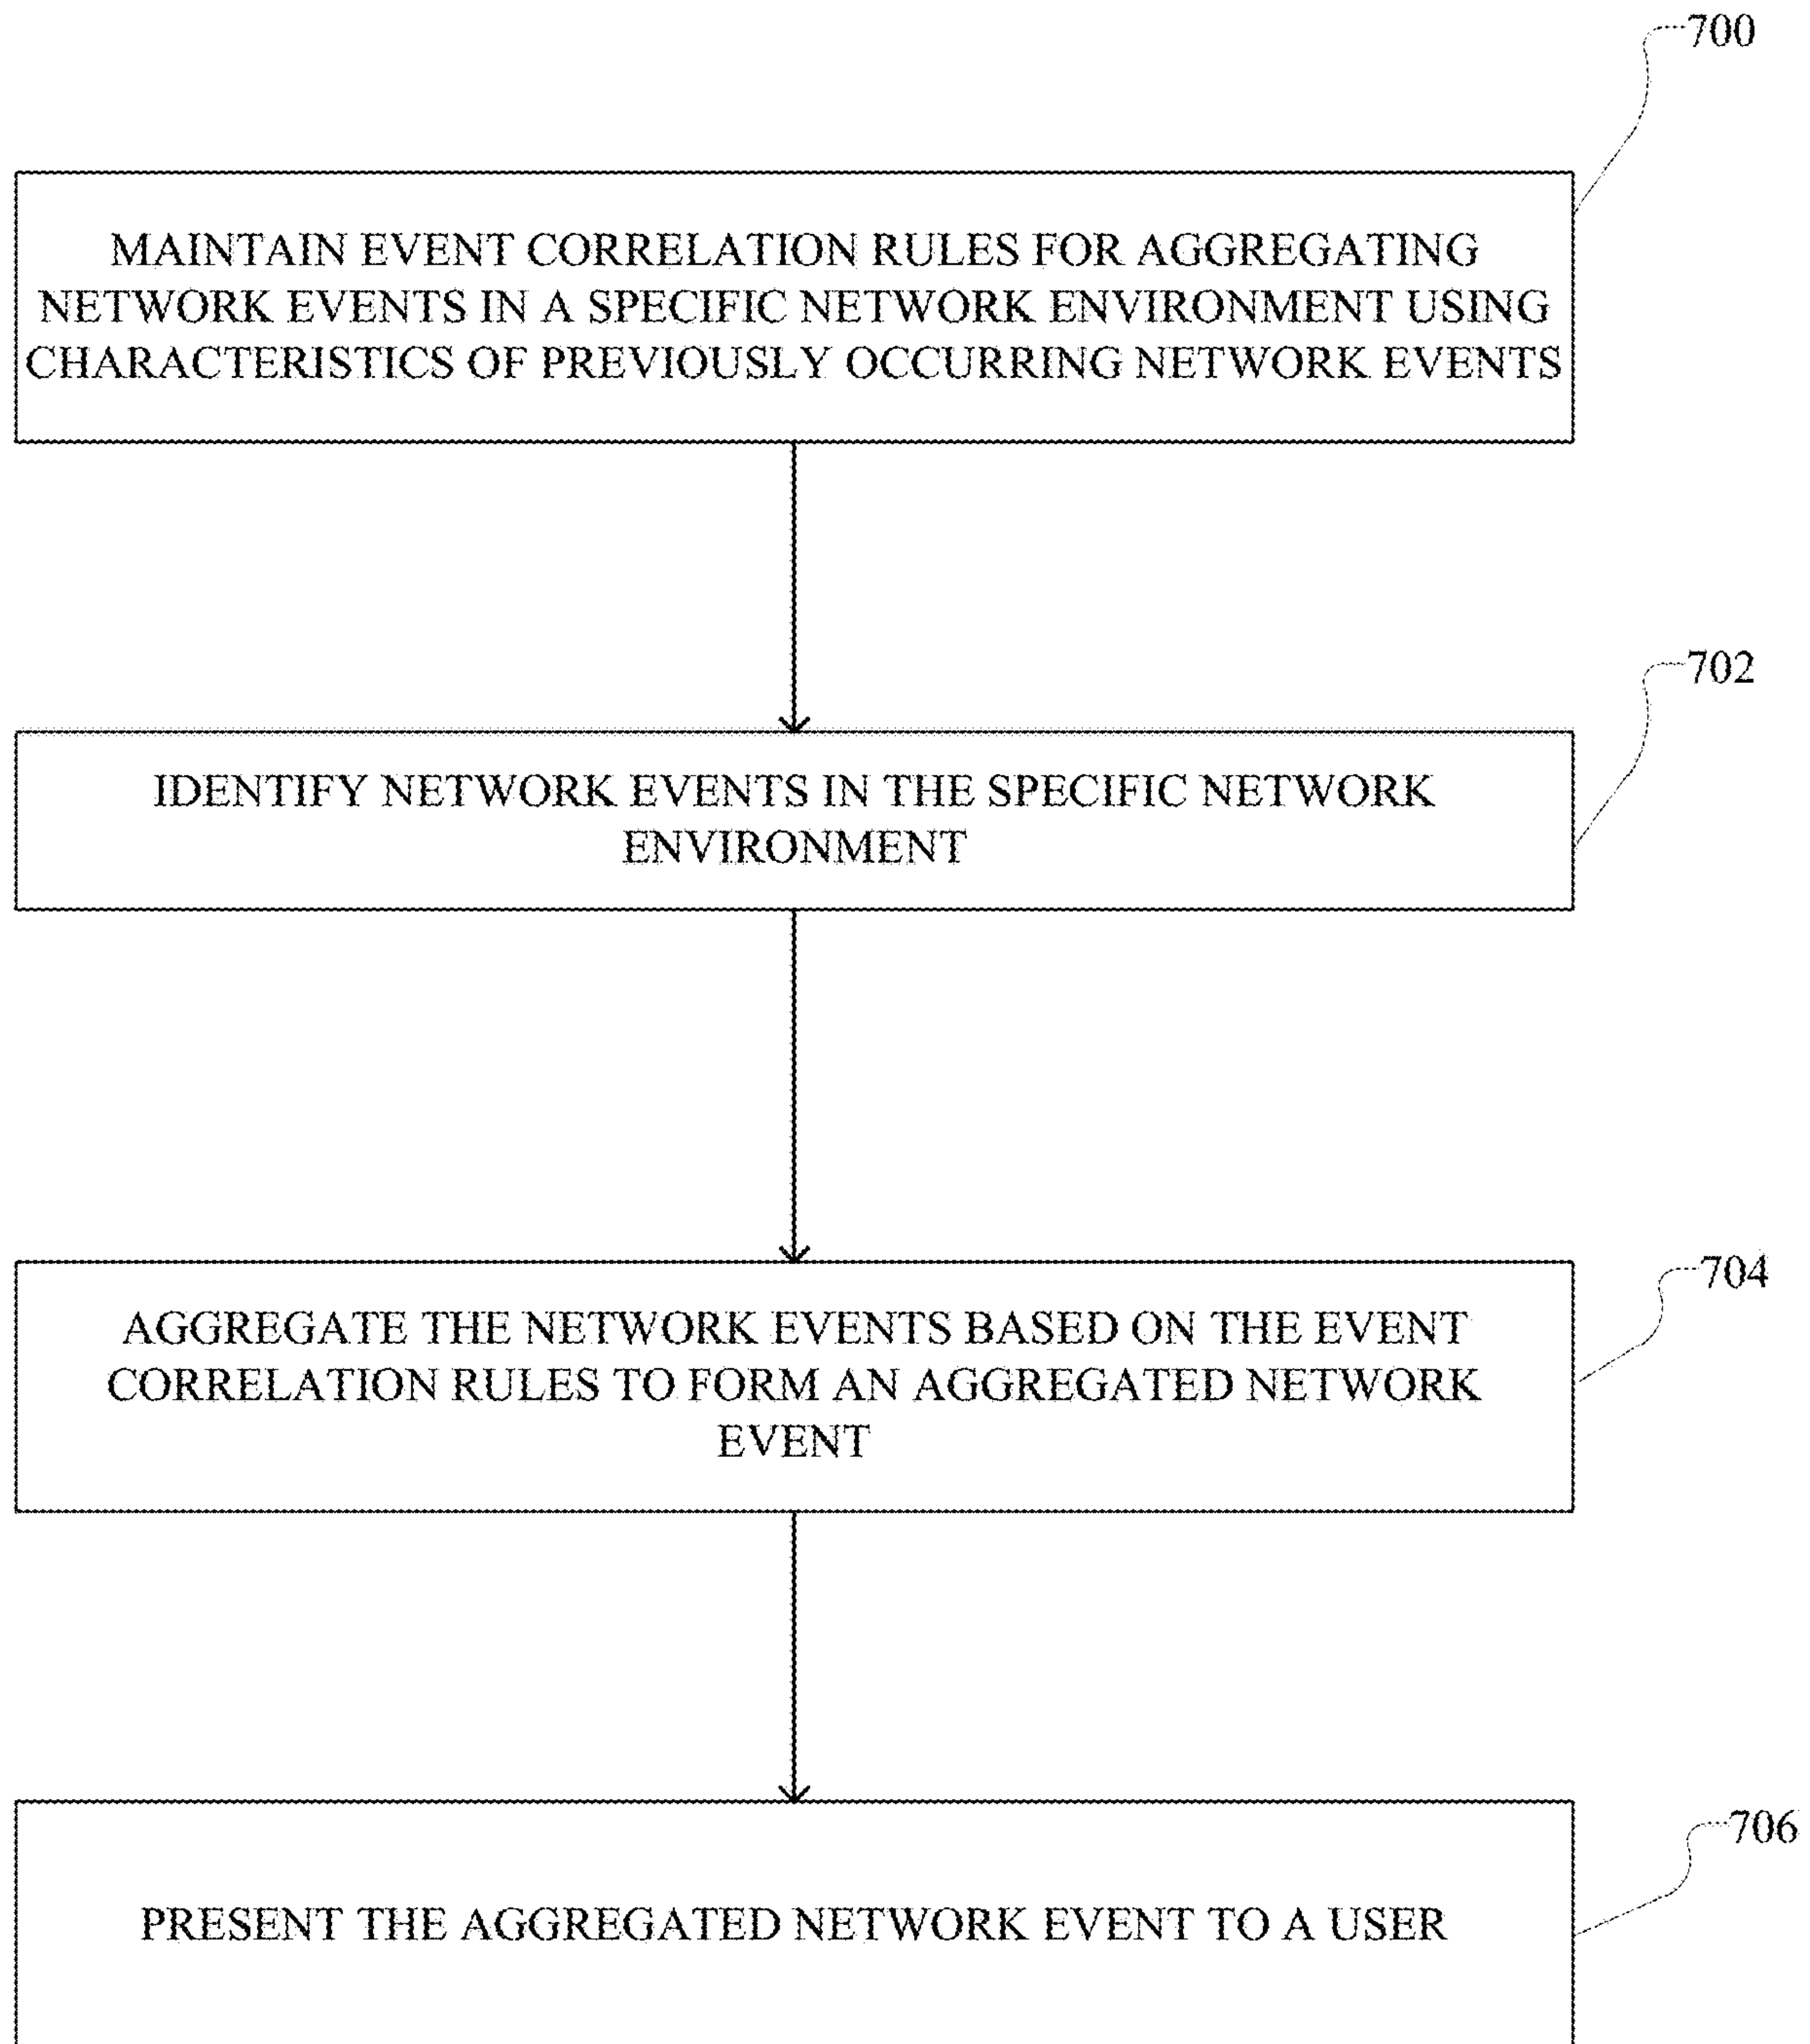 700
MAINTAIN EVENT CORRELATION RULES FOR AGGREGATING
NETWORK EVENTS IN A SPECIFIC NETWORK ENVIRONMENT USING
CHARACTERISTICS OF PREVIOUSLY OCCURRING NETWORK EVENTS
702
IDENTIFY NETWORK EVENTS IN THE SPECIFIC NETWORK
ENVIRONMENT
704
AGGREGATE THE NETWORK EVENTS BASED ON THE EVENT
CORRELATION RULES TO FORM AN AGGREGATED NETWORK
EVENT
706
PRESENT THE AGGREGATED NETWORK EVENT TO A USER